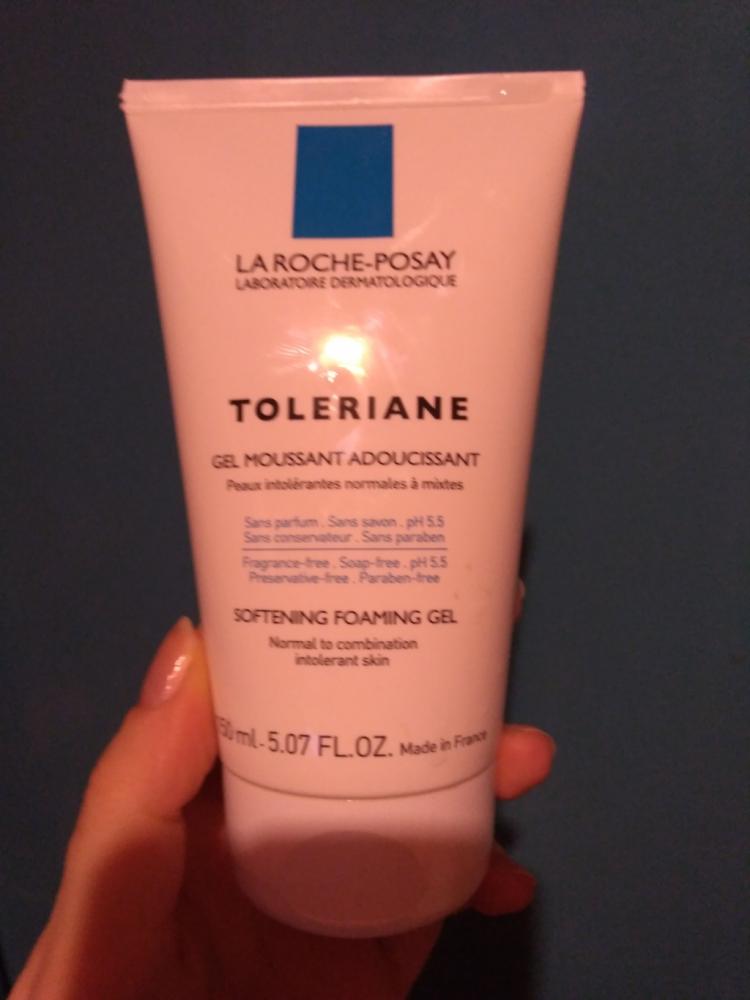 LA ROCHE-POSAY
LABORATOIRE DERMATOLOGIQUE
TOLERIANE
GEL MOUSSANT ADOUCISSANT
Peaux intolérantes normales à mixtes
Sans parfum . Sans savon . pH 5.5
Sans conservateur . Sans paraben
Fragrance-free . Soap-free . pH 5.5
Preservative-free . Paraben-free
SOFTENING FOAMING GEL
Normal to combination
intolerant skin
50 ml - 5.07 FL.OZ. Made in France